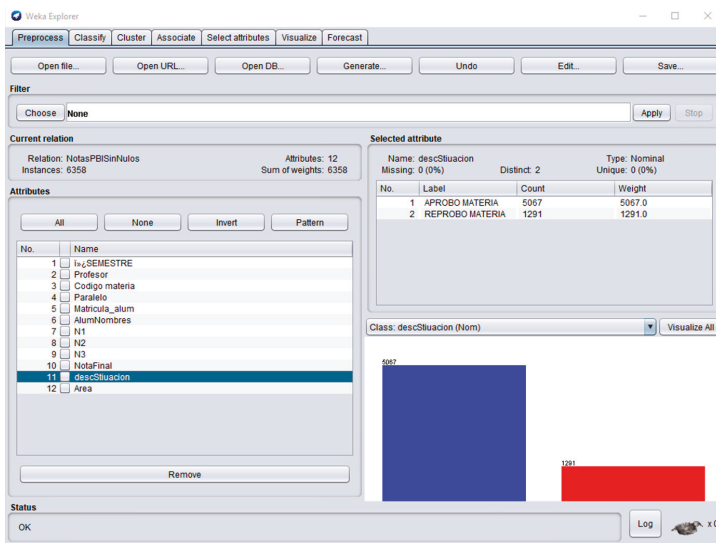 Weka Explorer
Preprocess Classify Cluster Associate Select attributes Visualize Forecast
Open file... Open URL... Open DB... Generate... Undo Edit... Save...
Filter
Choose None Apply Stop
Current relation
Relation: NotasPBISinNulos Attributes: 12
Instances: 6358 Sum of weights: 6358
Attributes
All None Invert Pattern
No. Name
1 ï»¿SEMESTRE
2 Profesor
3 Codigo materia
4 Paralelo
5 Matricula_alum
6 AlumNombres
7 N1
8 N2
9 N3
10 NotaFinal
11 descStiuacion
12 Area
Remove
Selected attribute
Name: descStiuacion Type: Nominal
Missing: 0 (0%) Distinct: 2 Unique: 0 (0%)
No. Label Count Weight
1 APROBO MATERIA 5067 5067.0
2 REPROBO MATERIA 1291 1291.0
Class: descStiuacion (Nom) Visualize All
5067
1291
Status
OK Log x 0